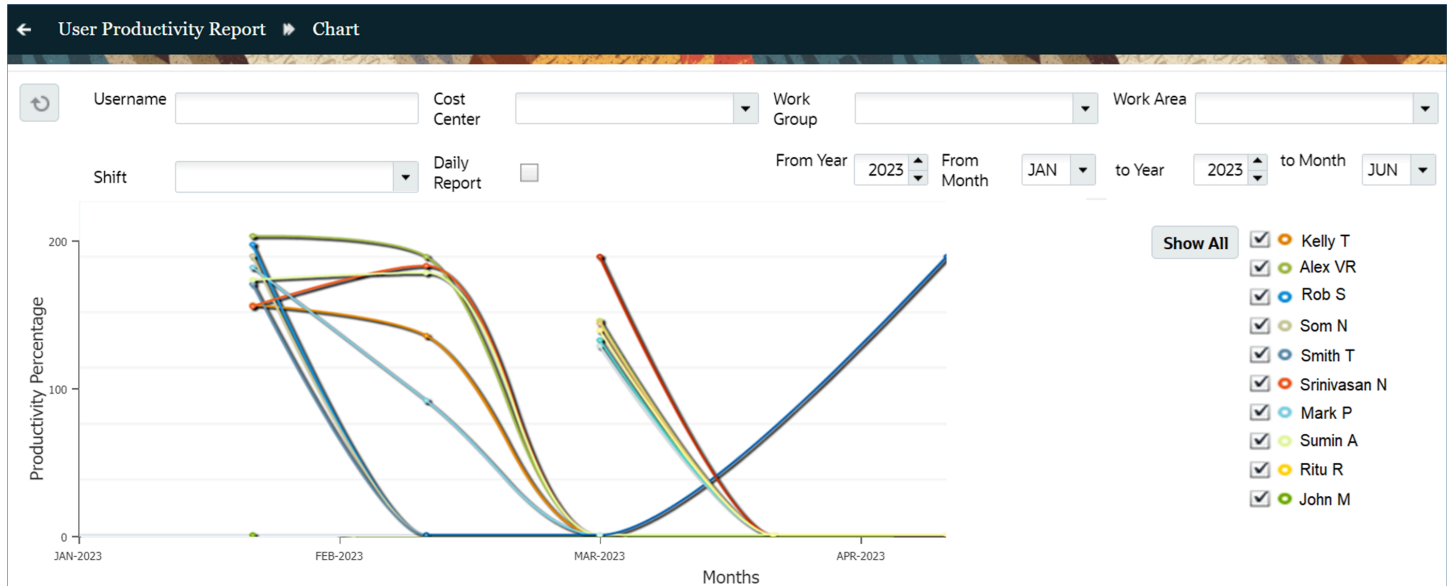 User Productivity Report
Chart
Username
Cost
Center
Work
Group
Work Area
Shift
Daily
Report
From Year
2023
From
Month
JAN
to Year
2023
to Month
JUN
Show All
Kelly T
Alex VR
Rob S
Som N
Smith T
Srinivasan N
Mark P
Sumin A
Ritu R
John M
Productivity Percentage
200
100
0
JAN-2023
FEB-2023
MAR-2023
APR-2023
Months